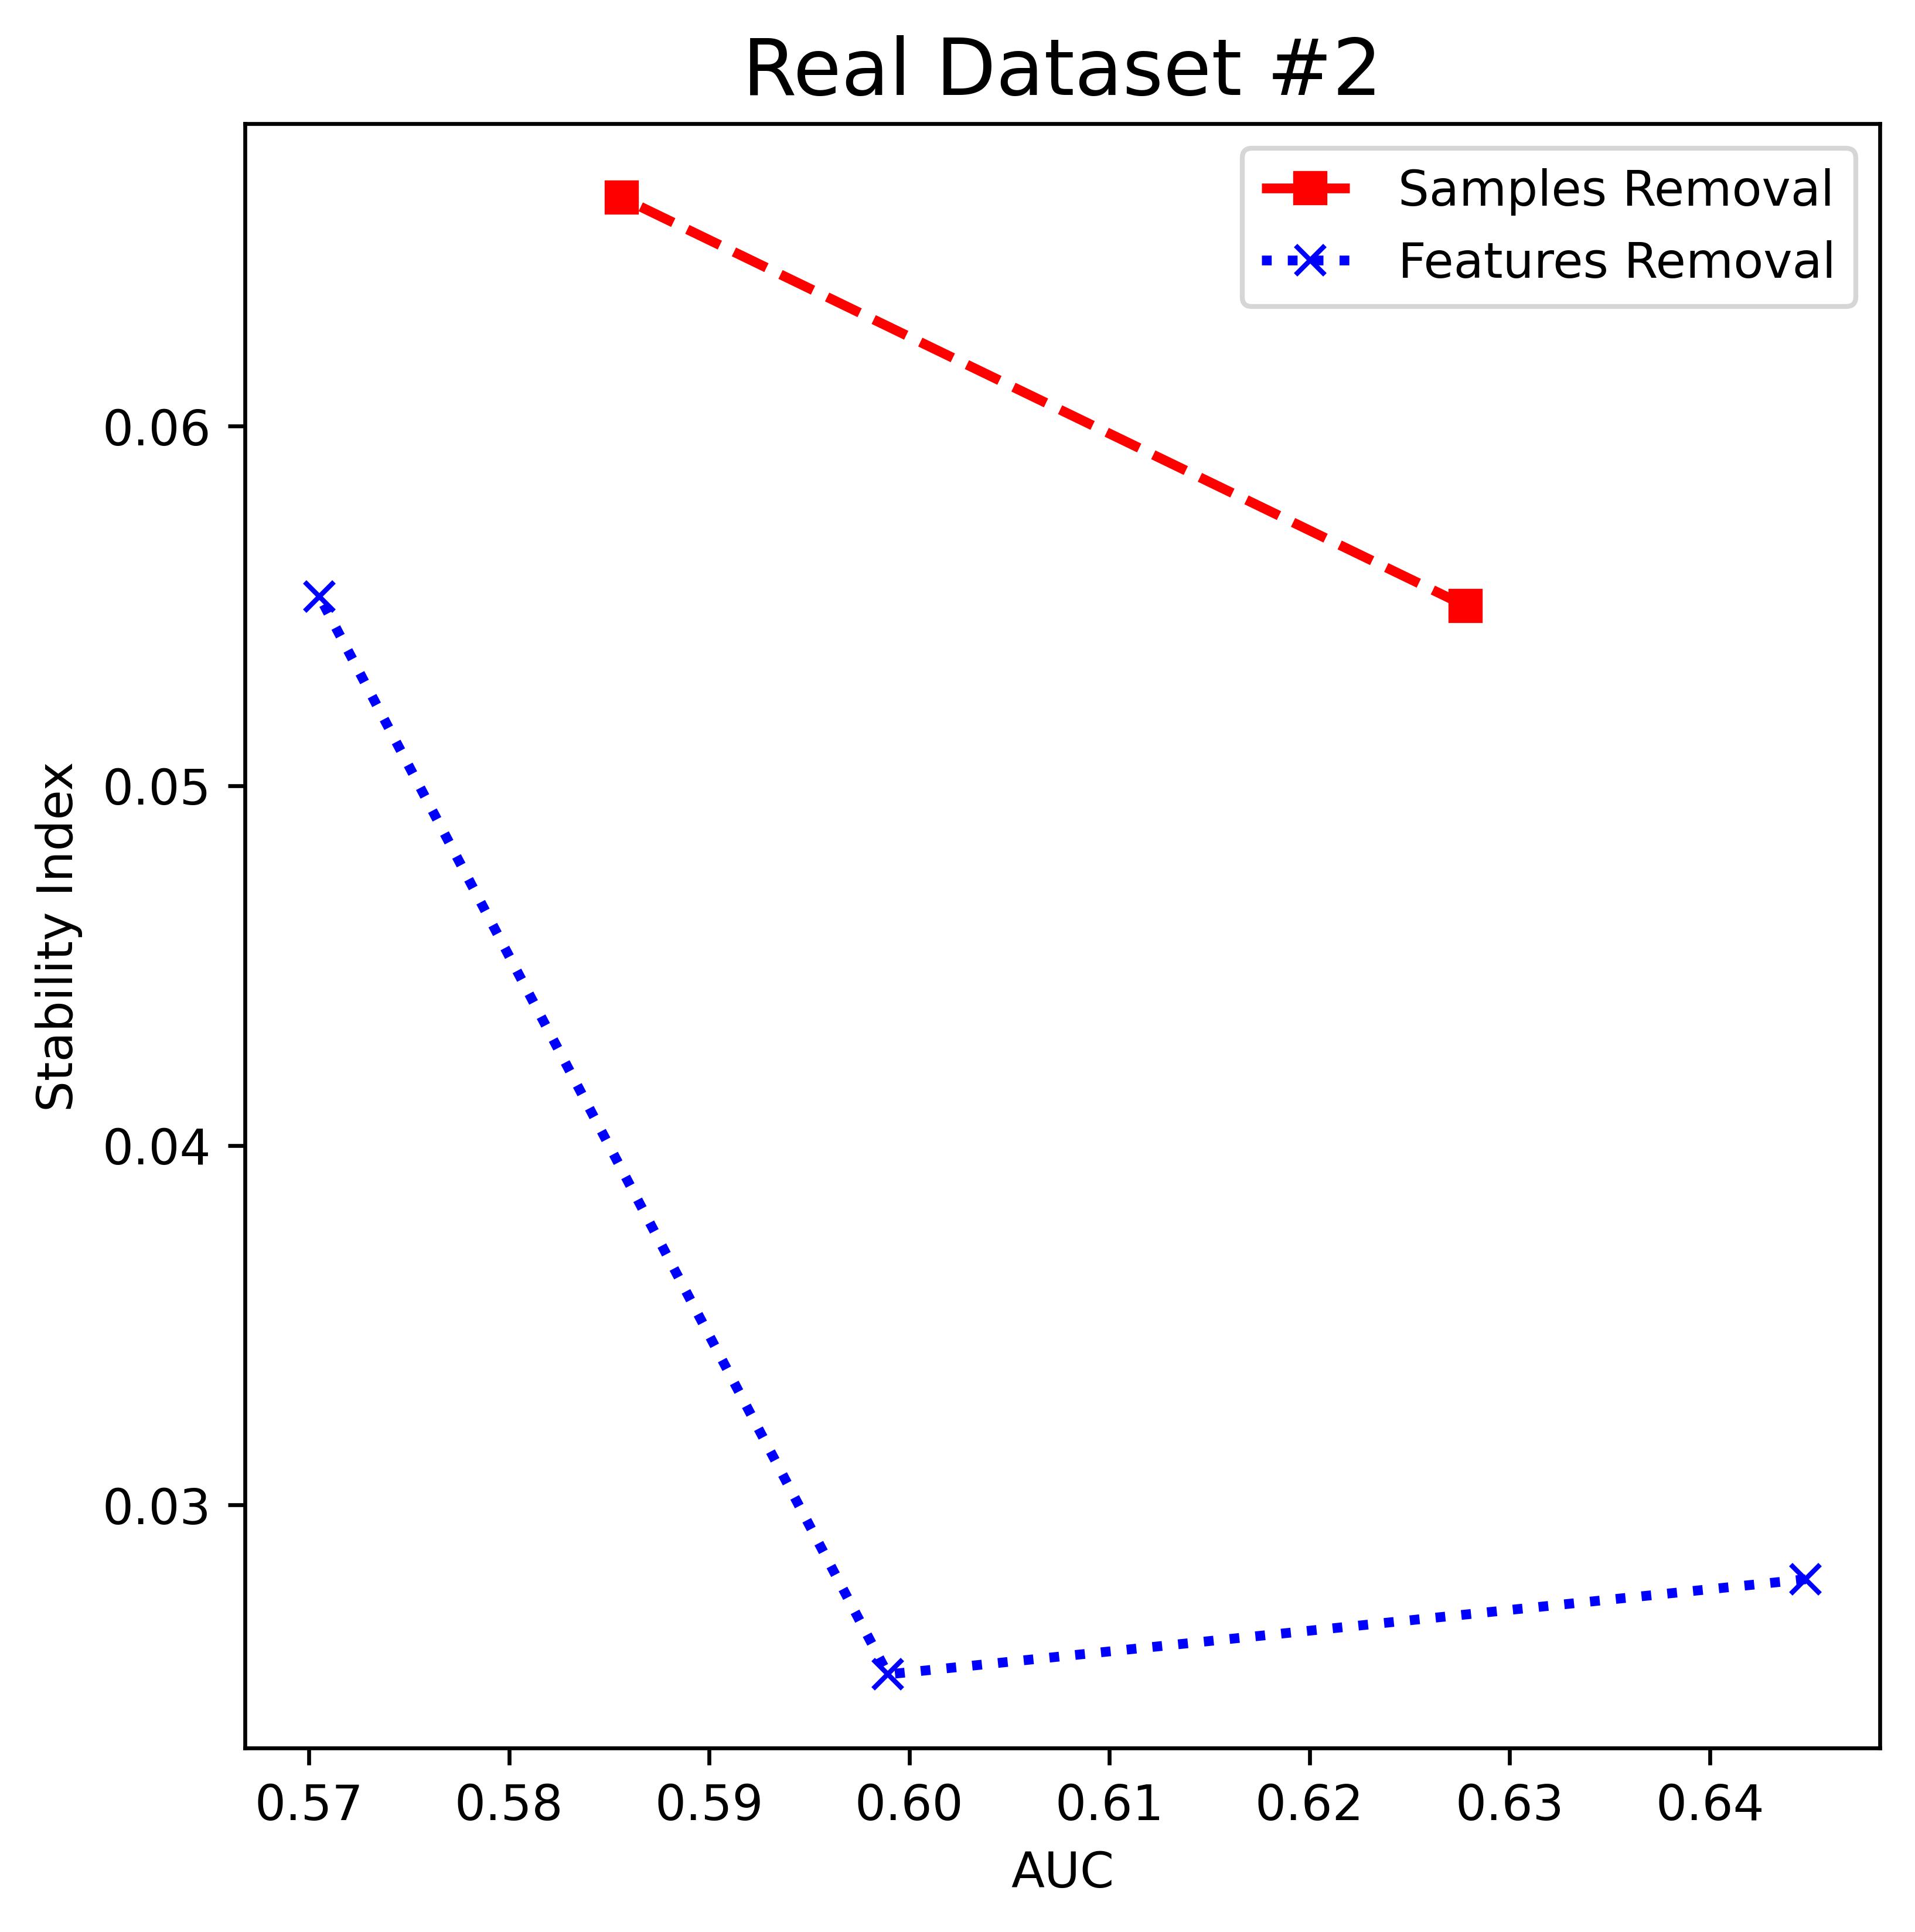 Real Dataset #2
Samples Removal
Features Removal
Stability Index
0.06
0.05
0.04
0.03
0.57 0.58 0.59 0.60 0.61 0.62 0.63 0.64
AUC